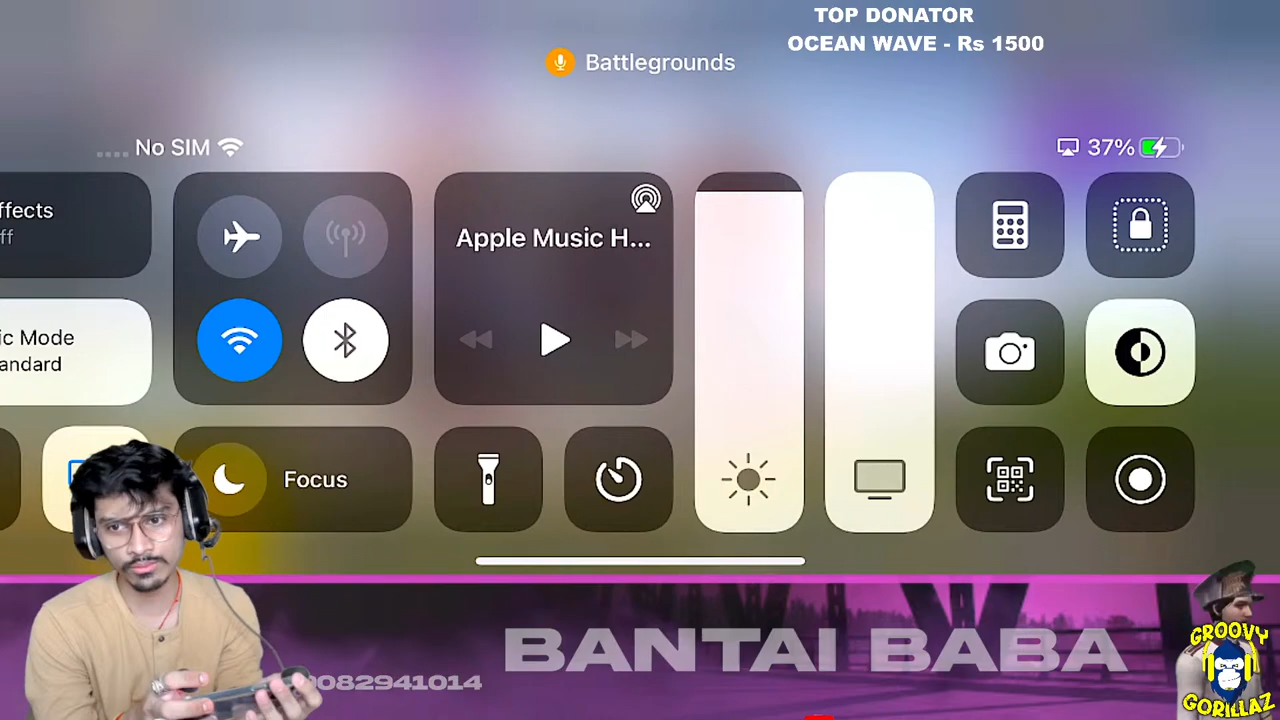 TOP DONATOR
OCEAN WAVE - Rs 1500
Battlegrounds
No SIM
37%
ffects
ff
Apple Music H...
ic Mode
andard
Focus
BANTAI BABA
082941014
GROOVY
GORILLAZ